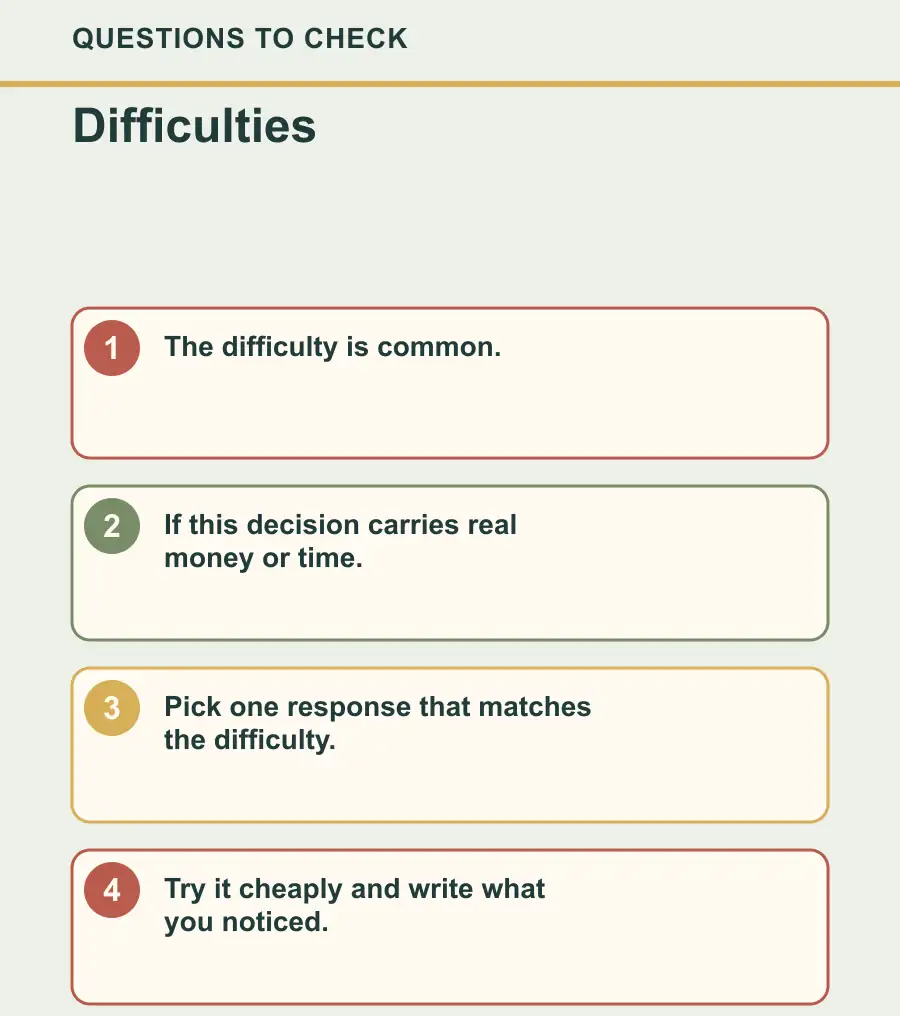 QUESTIONS TO CHECK
Difficulties
1
The difficulty is common.
2
If this decision carries real
money or time.
3
Pick one response that matches
the difficulty.
4
Try it cheaply and write what
you noticed.